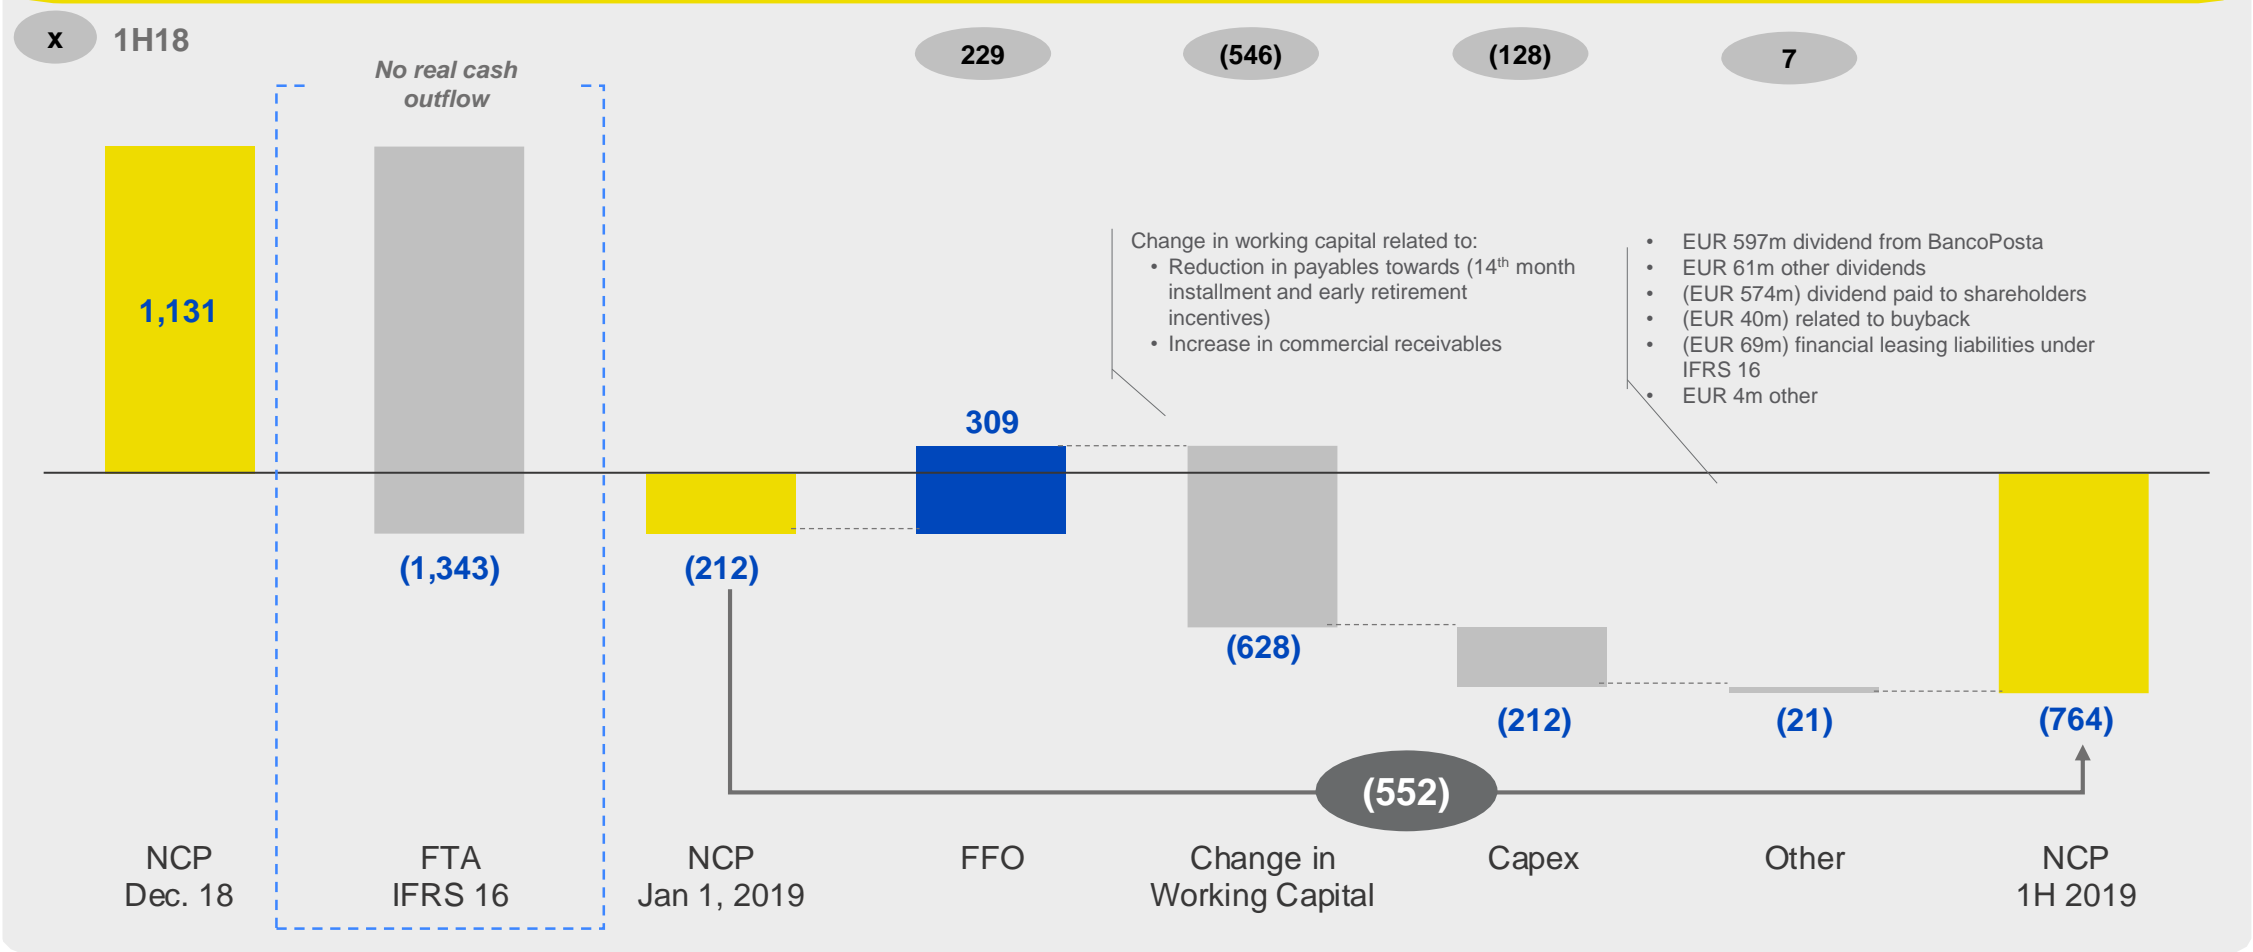 x 1H18
No real cash
outflow
229
(546)
(128)
7
1,131
(1,343)
(212)
309
Change in working capital related to:
• Reduction in payables towards (14th month
installment and early retirement
incentives)
• Increase in commercial receivables
(628)
• EUR 597m dividend from BancoPosta
• EUR 61m other dividends
• (EUR 574m) dividend paid to shareholders
• (EUR 40m) related to buyback
• (EUR 69m) financial leasing liabilities under
IFRS 16
• EUR 4m other
(212)
(21)
(764)
(552)
NCP
Dec. 18
FTA
IFRS 16
NCP
Jan 1, 2019
FFO
Change in
Working Capital
Capex
Other
NCP
1H 2019